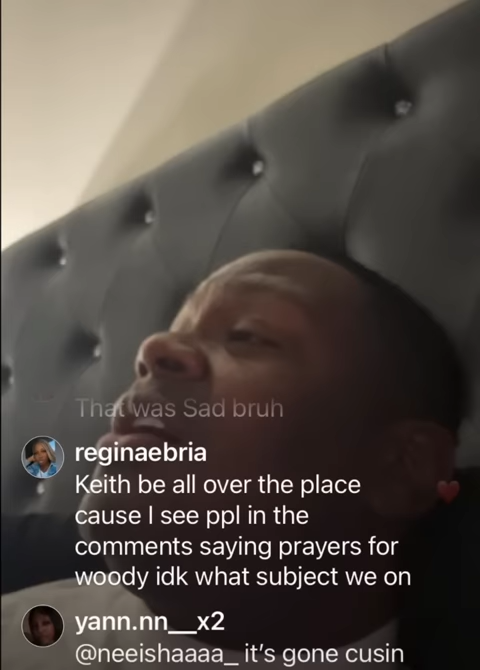 That was Sad bruh
reginaebria
Keith be all over the place
cause I see ppl in the
comments saying prayers for
woody idk what subject we on
yann.nn__x2
@neeishaaaa_ it's gone cusin